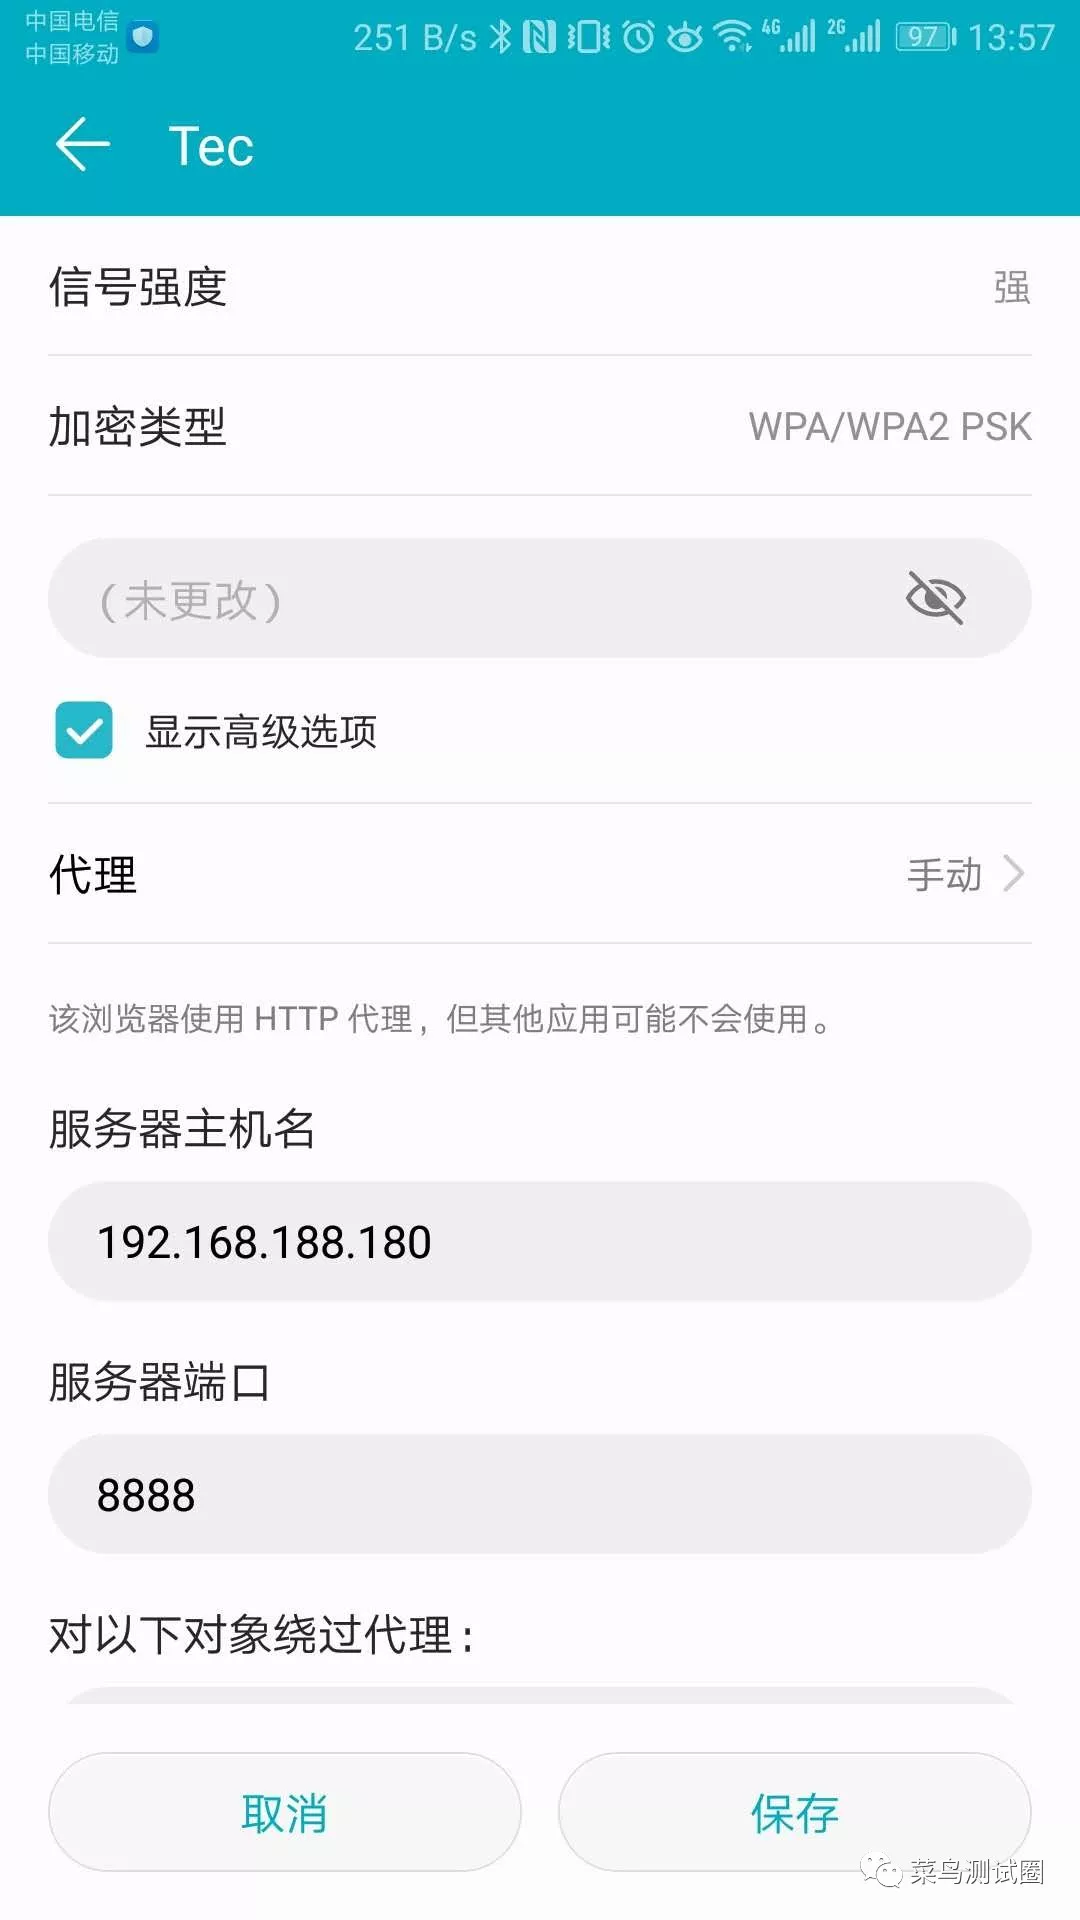 中国电信
中国移动
251 B/s 4G 2G 97 13:57
Tec
信号强度 强
加密类型 WPA/WPA2 PSK
（未更改）
显示高级选项
代理 手动
该浏览器使用 HTTP 代理，但其他应用可能不会使用。
服务器主机名
192.168.188.180
服务器端口
8888
对以下对象绕过代理：
取消 保存
菜鸟测试圈